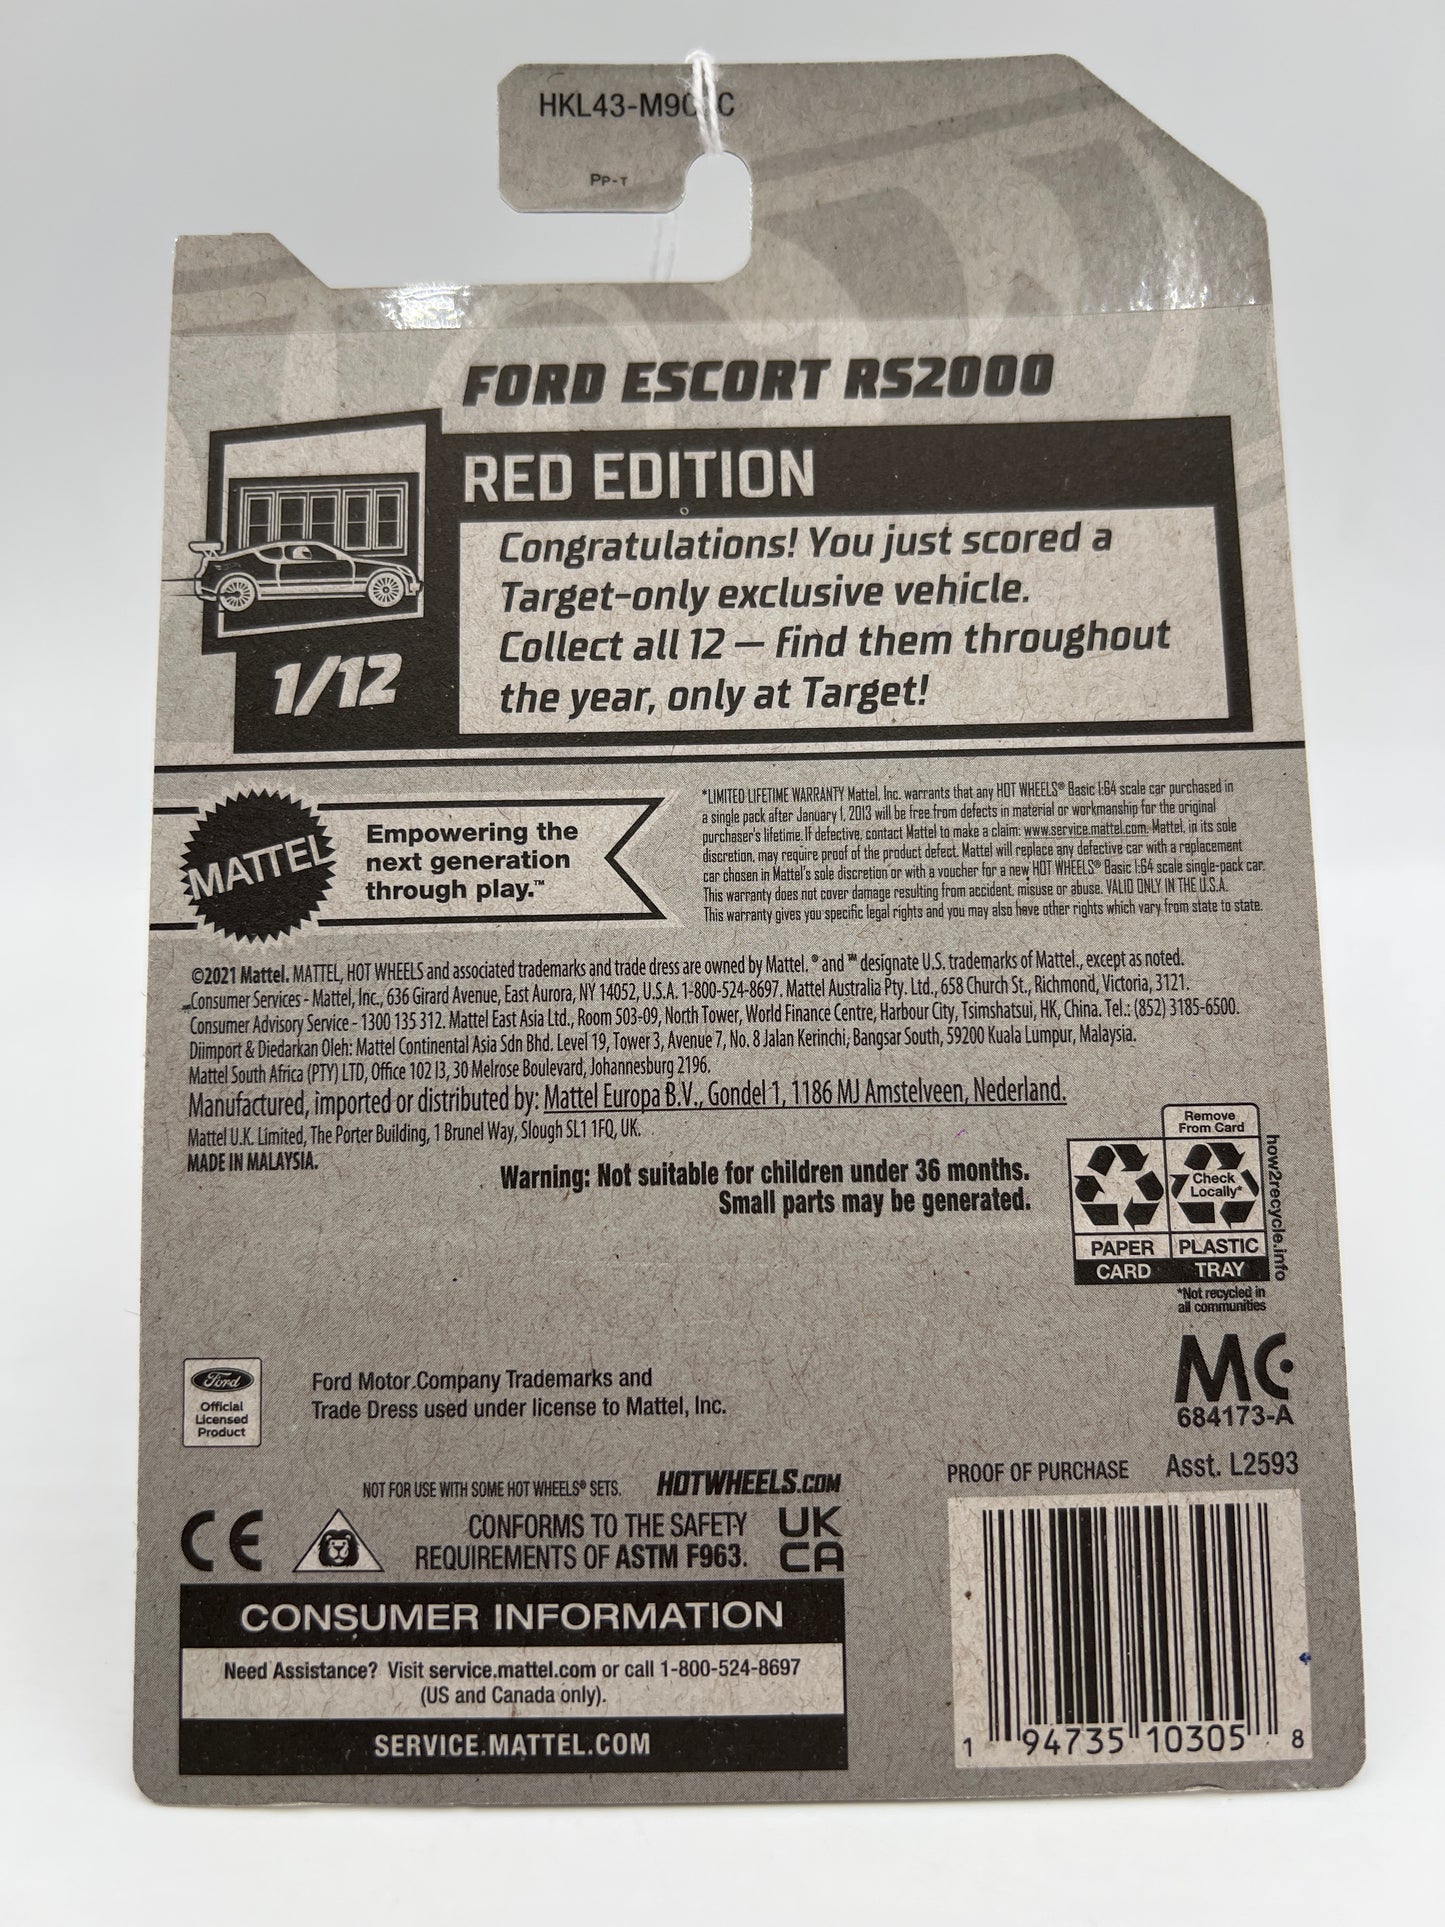 PP-T
FORD ESCORT RS2000
RED EDITION
Congratulations! You just scored a
Target-only exclusive vehicle.
Collect all 12 – find them throughout
the year, only at Target!
1/12
MATTEL
Empowering the
next generation
through play.™
*LIMITED LIFETIME WARRANTY Mattel, Inc. warrants that any HOT WHEELS® Basic 1:64 scale car purchased in
a single pack after January 1, 2013 will be free from defects in material or workmanship for the original
purchaser's lifetime. If defective, contact Mattel to make a claim: www.service.mattel.com. Mattel, in its sole
discretion, may require proof of the product defect. Mattel will replace any defective car with a replacement
car chosen in Mattel's sole discretion or with a voucher for a new HOT WHEELS® Basic 1:64 scale single-pack car.
This warranty does not cover damage resulting from accident, misuse or abuse. VALID ONLY IN THE U.S.A.
This warranty gives you specific legal rights and you may also have other rights which vary from state to state.
©2021 Mattel. MATTEL, HOT WHEELS and associated trademarks and trade dress are owned by Mattel. ® and ™ designate U.S. trademarks of Mattel., except as noted.
Consumer Services - Mattel, Inc., 636 Girard Avenue, East Aurora, NY 14052, U.S.A. 1-800-524-8697. Mattel Australia Pty. Ltd., 658 Church St., Richmond, Victoria, 3121.
Consumer Advisory Service - 1300 135 312. Mattel East Asia Ltd., Room 503-09, North Tower, World Finance Centre, Harbour City, Tsimshatsui, HK, China. Tel.: (852) 3185-6500.
Diimport & Diedarkan Oleh: Mattel Continental Asia Sdn Bhd. Level 19, Tower 3, Avenue 7, No. 8 Jalan Kerinchi, Bangsar South, 59200 Kuala Lumpur, Malaysia.
Mattel South Africa (PTY) LTD, Office 102 I3, 30 Melrose Boulevard, Johannesburg 2196.
Manufactured, imported or distributed by: Mattel Europa B.V., Gondel 1, 1186 MJ Amstelveen, Nederland.
Mattel U.K. Limited, The Porter Building, 1 Brunel Way, Slough SL1 1FQ, UK.
MADE IN MALAYSIA.
Warning: Not suitable for children under 36 months.
Small parts may be generated.
Remove
From Card
Check
Locally*
PAPER PLASTIC
CARD TRAY
how2recycle.info
*Not recycled in
all communities
Ford
Official
Licensed
Product
Ford Motor Company Trademarks and
Trade Dress used under license to Mattel, Inc.
MC
684173-A
PROOF OF PURCHASE Asst. L2593
NOT FOR USE WITH SOME HOT WHEELS® SETS. HOTWHEELS.COM
CE
CONFORMS TO THE SAFETY
REQUIREMENTS OF ASTM F963.
UK
CA
CONSUMER INFORMATION
Need Assistance? Visit service.mattel.com or call 1-800-524-8697
(US and Canada only).
SERVICE.MATTEL.COM
1 94735 10305 8